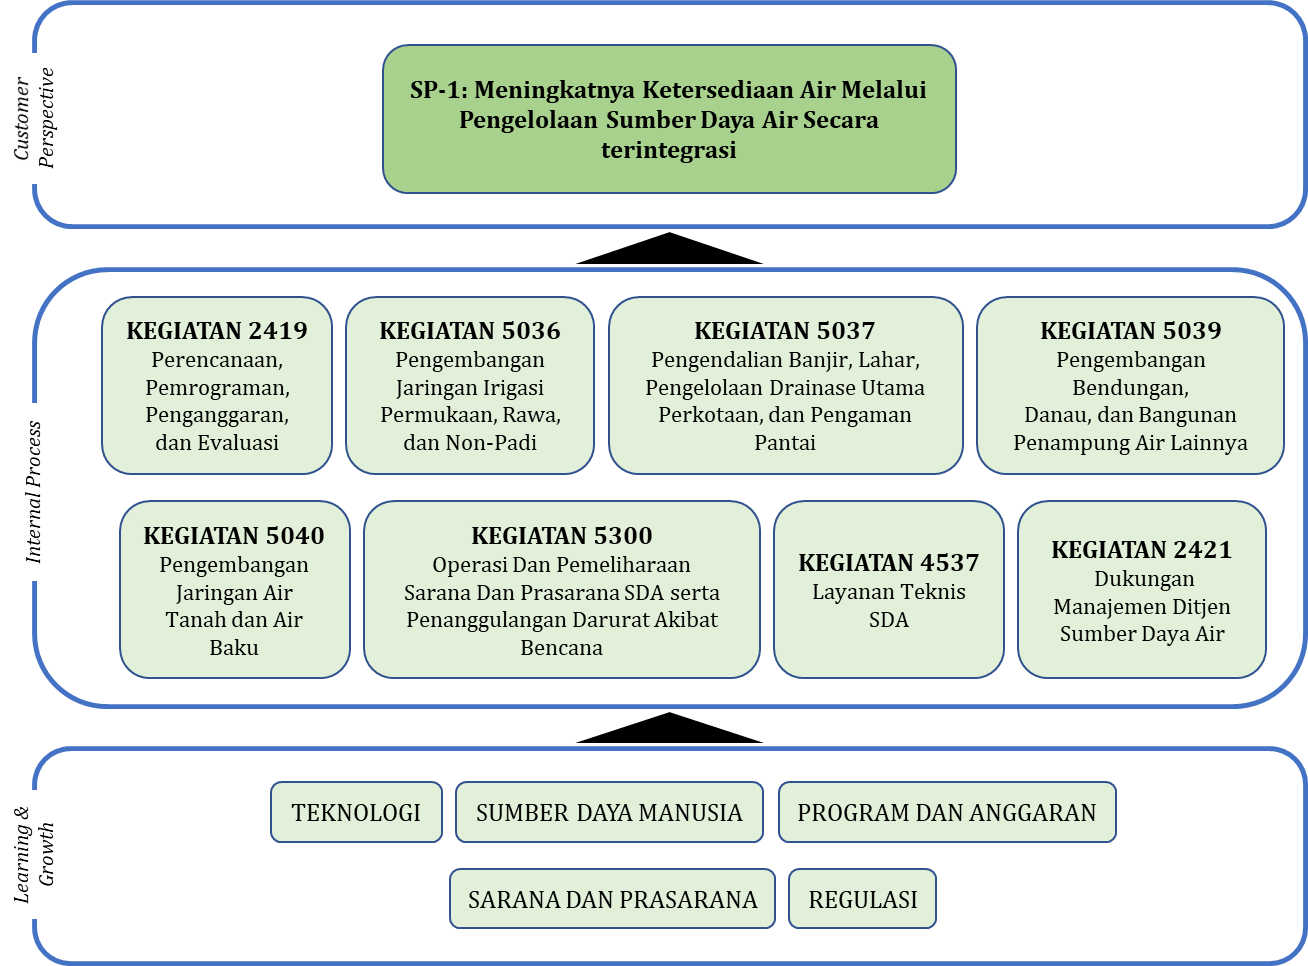 Customer
Perspective
SP-1: Meningkatnya Ketersediaan Air Melalui
Pengelolaan Sumber Daya Air Secara
terintegrasi
Internal Process
KEGIATAN 2419
Perencanaan,
Pemrograman,
Penganggaran,
dan Evaluasi
KEGIATAN 5036
Pengembangan
Jaringan Irigasi
Permukaan, Rawa,
dan Non-Padi
KEGIATAN 5037
Pengendalian Banjir, Lahar,
Pengelolaan Drainase Utama
Perkotaan, dan Pengaman
Pantai
KEGIATAN 5039
Pengembangan
Bendungan,
Danau, dan Bangunan
Penampung Air Lainnya
KEGIATAN 5040
Pengembangan
Jaringan Air
Tanah dan Air
Baku
KEGIATAN 5300
Operasi Dan Pemeliharaan
Sarana Dan Prasarana SDA serta
Penanggulangan Darurat Akibat
Bencana
KEGIATAN 4537
Layanan Teknis
SDA
KEGIATAN 2421
Dukungan
Manajemen Ditjen
Sumber Daya Air
Learning &
Growth
TEKNOLOGI
SUMBER DAYA MANUSIA
PROGRAM DAN ANGGARAN
SARANA DAN PRASARANA
REGULASI